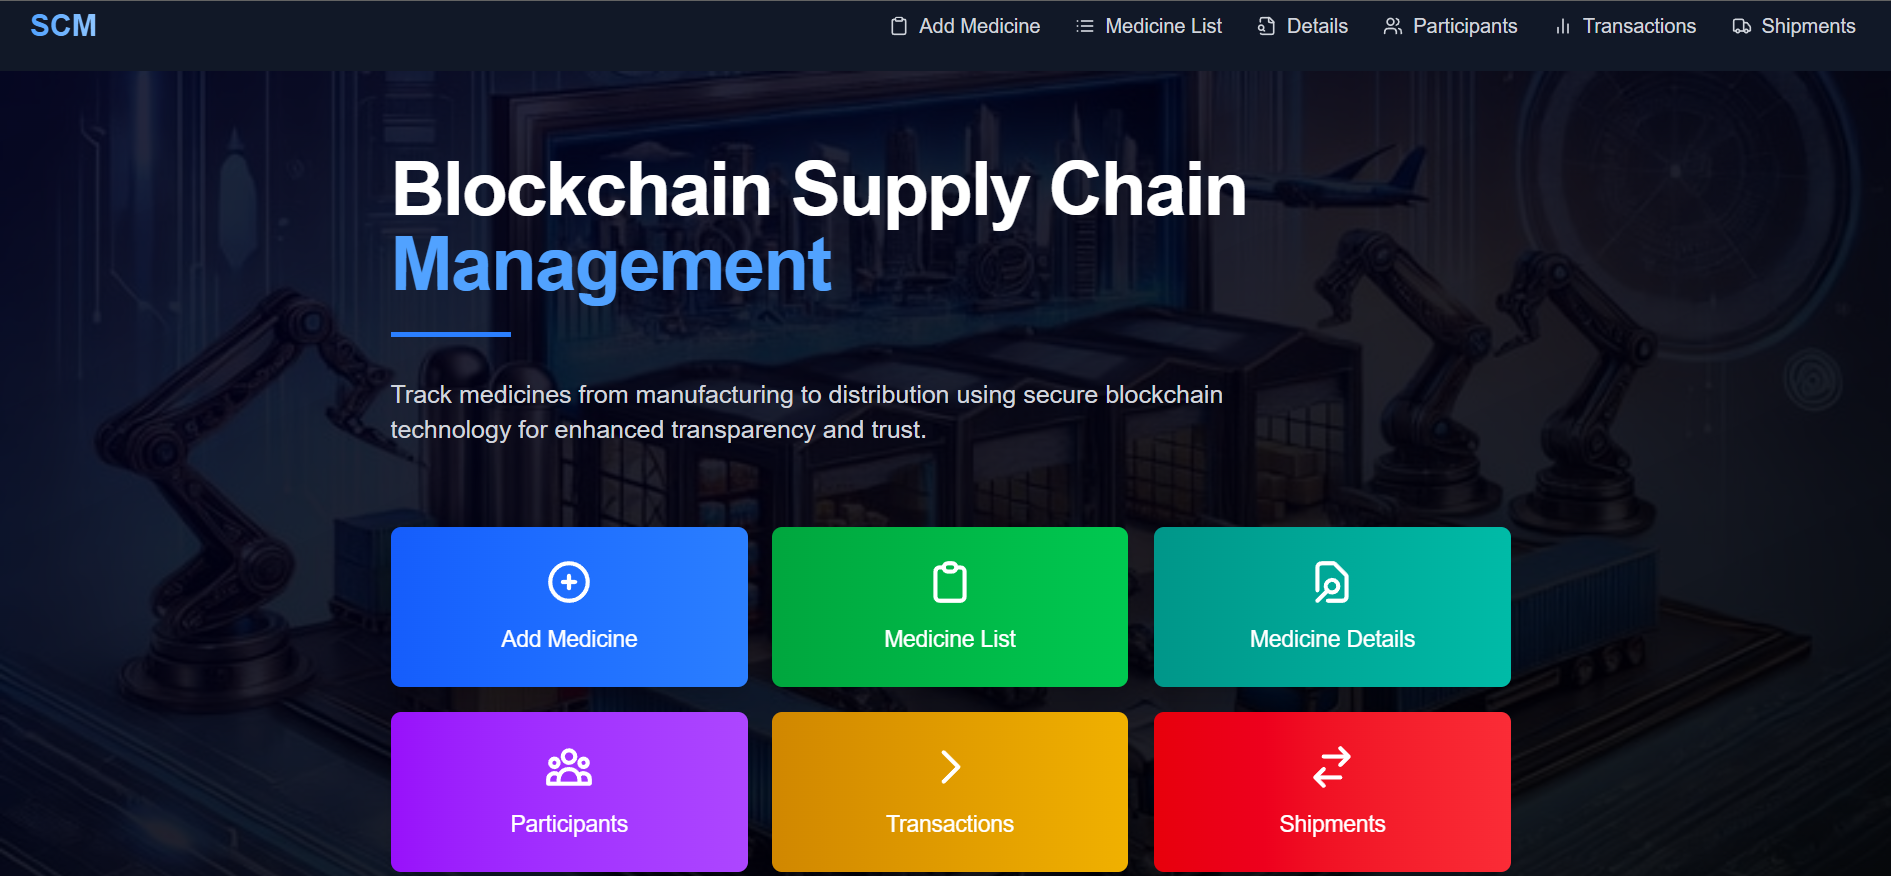 SCM
Add Medicine
Medicine List
Details
Participants
Transactions
Shipments
Blockchain Supply Chain
Management
Track medicines from manufacturing to distribution using secure blockchain
technology for enhanced transparency and trust.
Add Medicine
Medicine List
Medicine Details
Participants
Transactions
Shipments